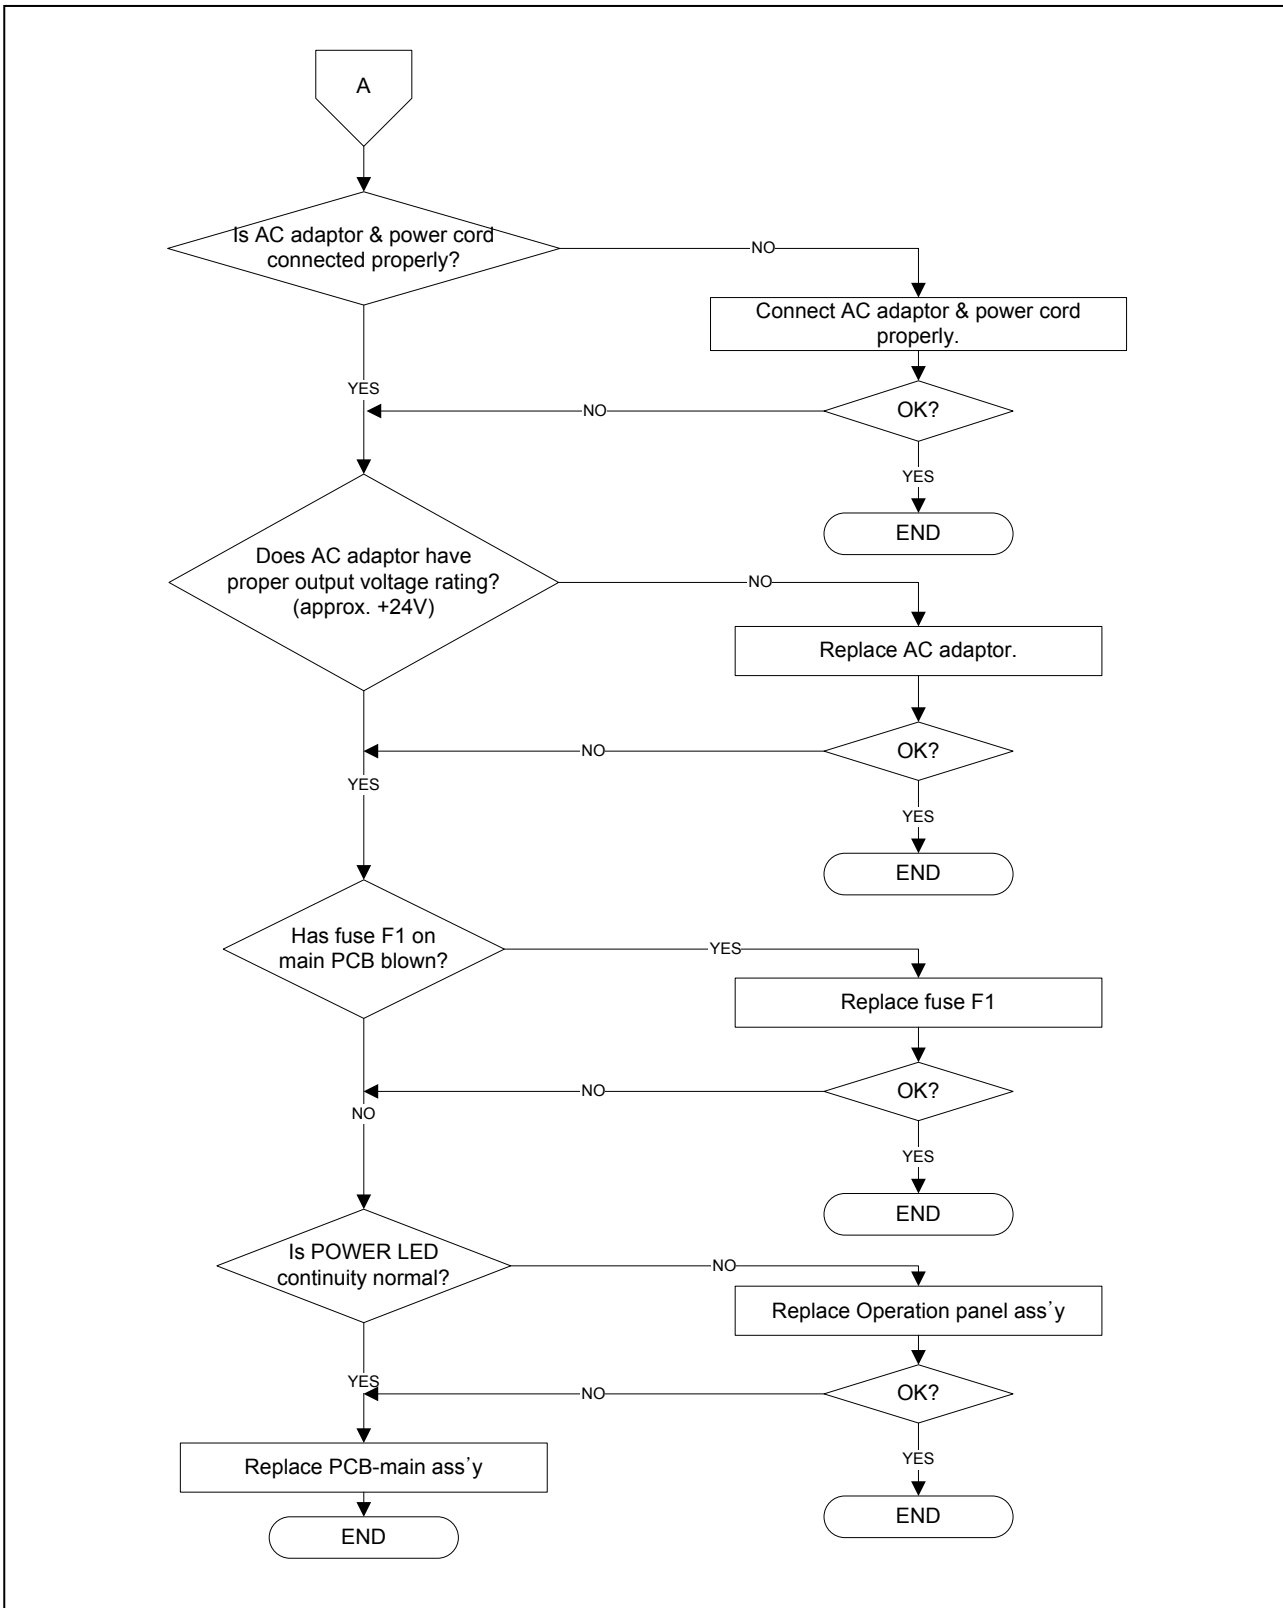 A
Is AC adaptor & power cord
connected properly?
NO
Connect AC adaptor & power cord
properly.
YES
NO
OK?
YES
END
Does AC adaptor have
proper output voltage rating?
(approx. +24V)
NO
Replace AC adaptor.
NO
OK?
YES
YES
END
Has fuse F1 on
main PCB blown?
YES
Replace fuse F1
NO
OK?
NO
YES
END
Is POWER LED
continuity normal?
NO
Replace Operation panel ass’y
YES
NO
OK?
YES
Replace PCB-main ass’y
END
END